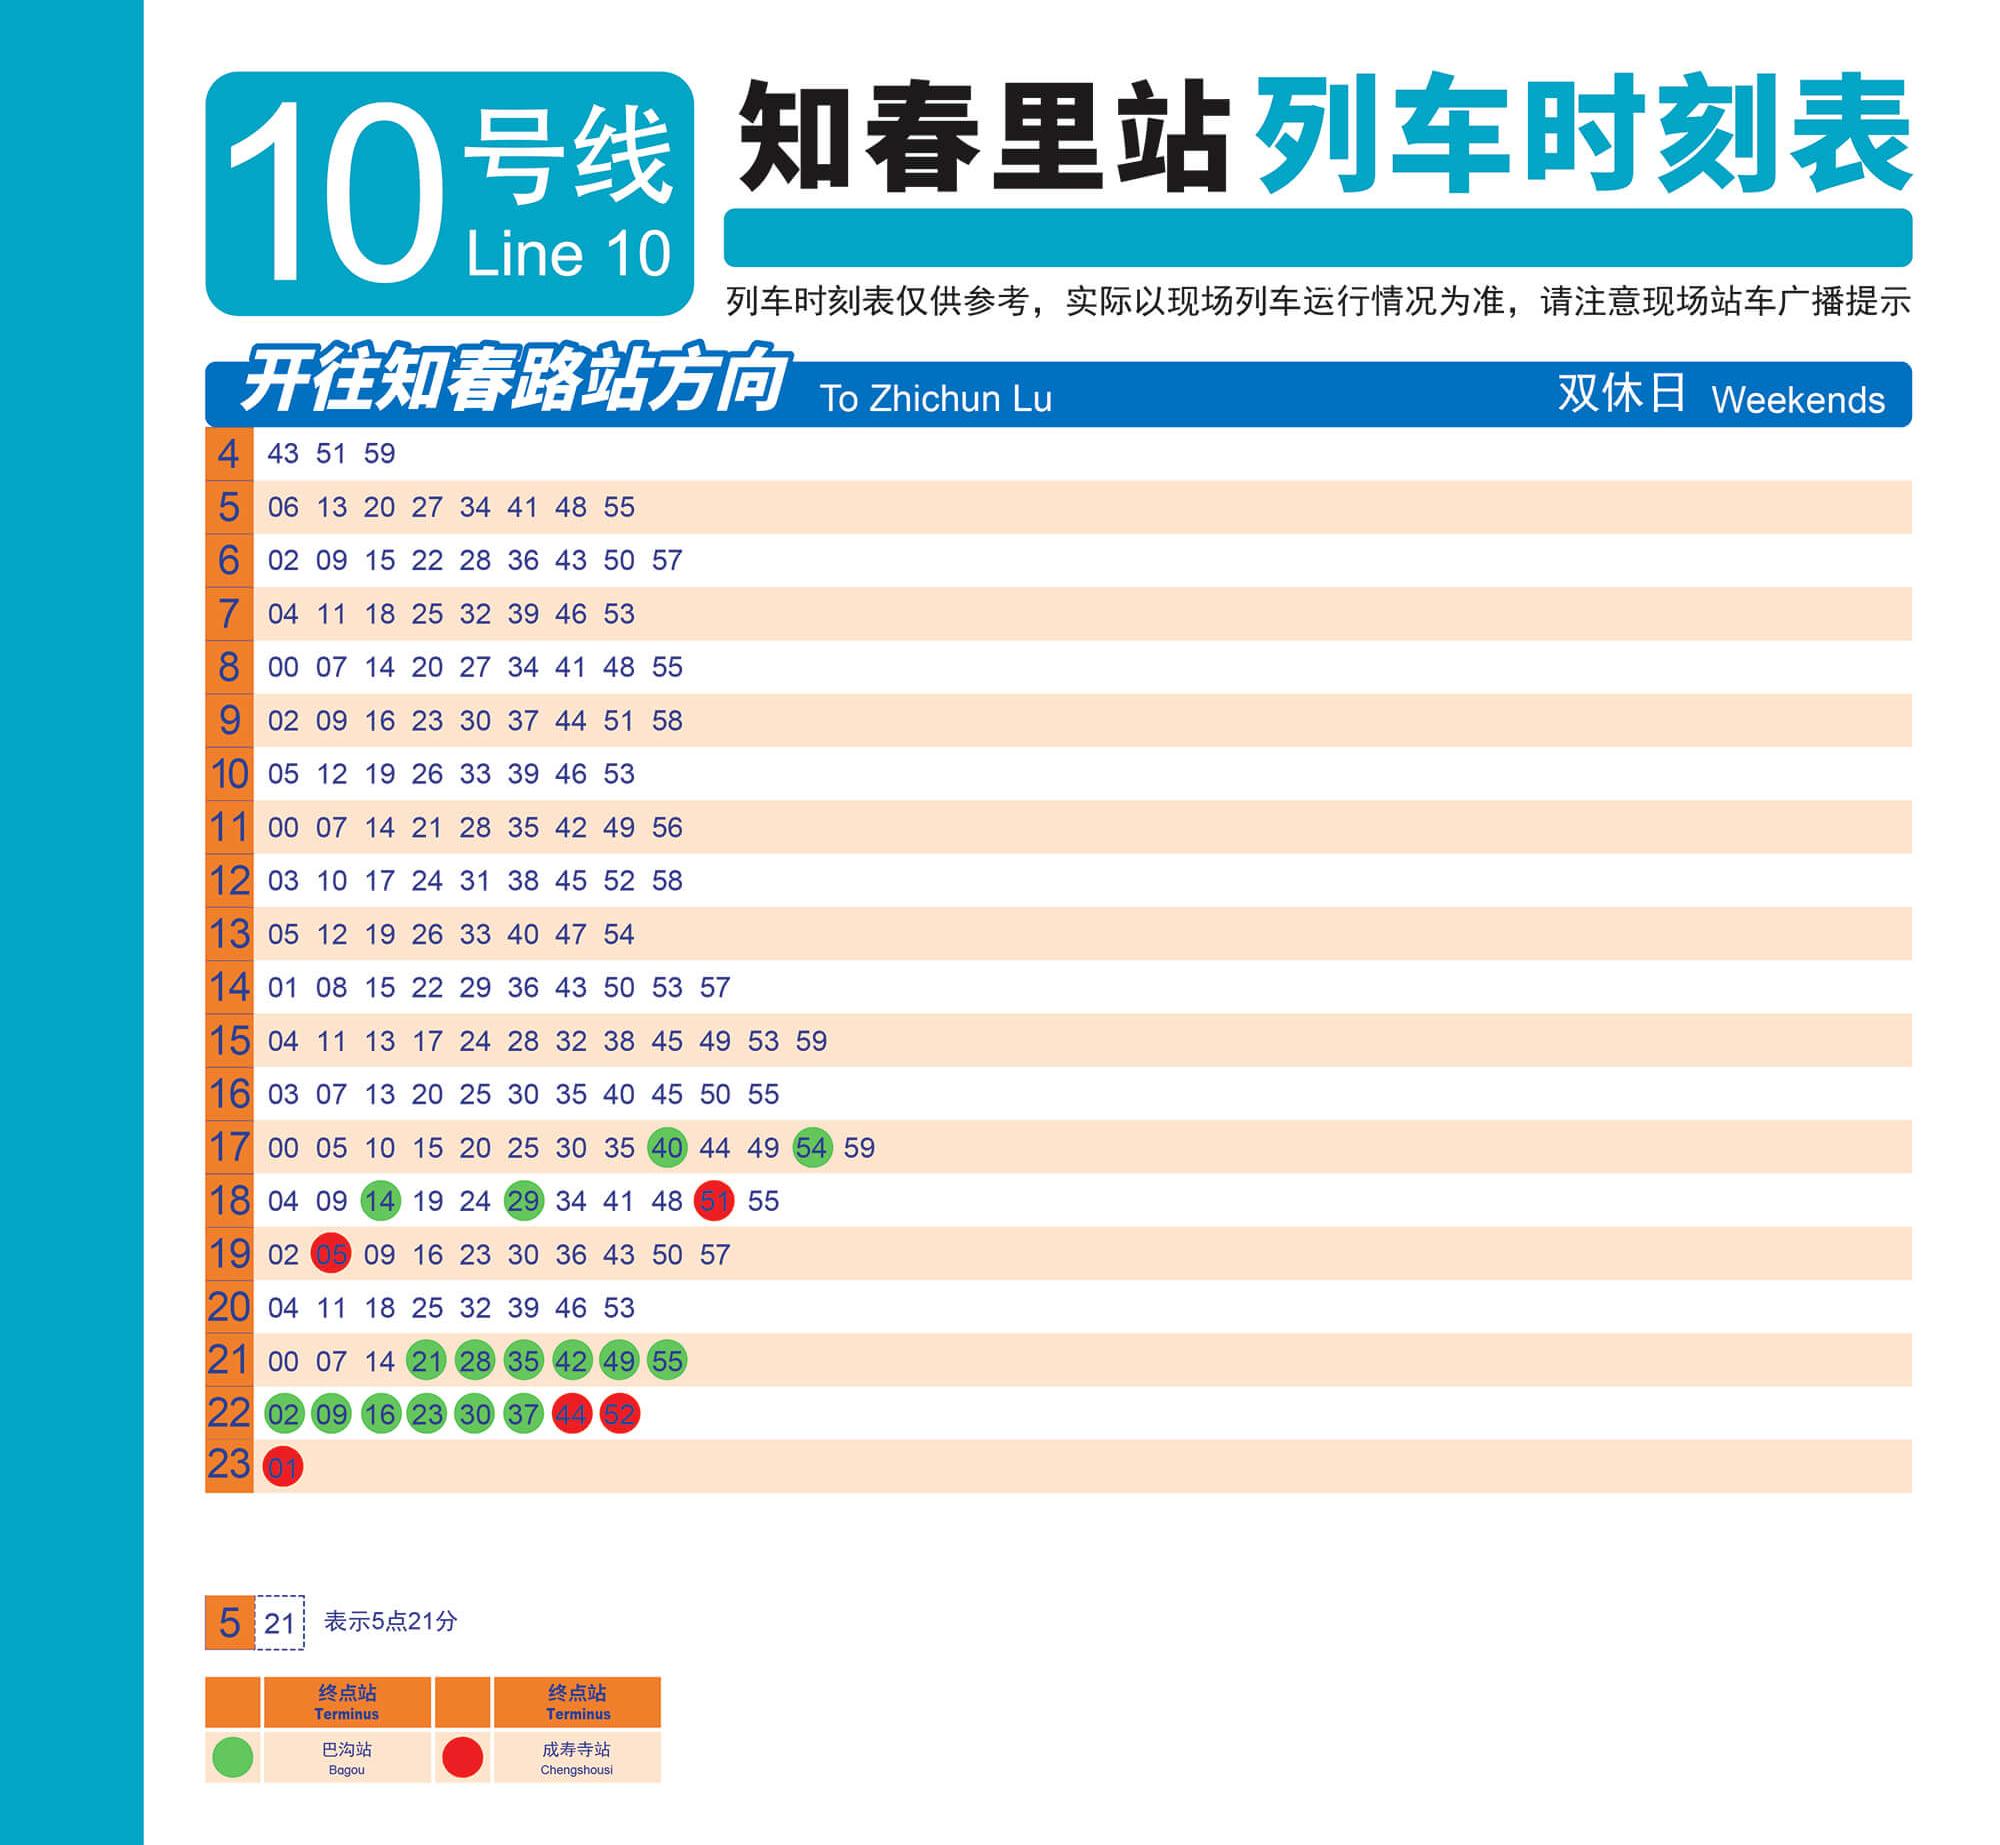 10号线
Line 10
知春里站列车时刻表
列车时刻表仅供参考，实际以现场列车运行情况为准，请注意现场站车广播提示
开往知春路站方向 To Zhichun Lu 双休日 Weekends
4 43 51 59
5 06 13 20 27 34 41 48 55
6 02 09 15 22 28 36 43 50 57
7 04 11 18 25 32 39 46 53
8 00 07 14 20 27 34 41 48 55
9 02 09 16 23 30 37 44 51 58
10 05 12 19 26 33 39 46 53
11 00 07 14 21 28 35 42 49 56
12 03 10 17 24 31 38 45 52 58
13 05 12 19 26 33 40 47 54
14 01 08 15 22 29 36 43 50 53 57
15 04 11 13 17 24 28 32 38 45 49 53 59
16 03 07 13 20 25 30 35 40 45 50 55
17 00 05 10 15 20 25 30 35 40 44 49 54 59
18 04 09 14 19 24 29 34 41 48 51 55
19 02 05 09 16 23 30 36 43 50 57
20 04 11 18 25 32 39 46 53
21 00 07 14 21 28 35 42 49 55
22 02 09 16 23 30 37 44 52
23 01
5 21 表示5点21分
终点站 终点站
Terminus Terminus
巴沟站 成寿寺站
Bagou Chengshousi